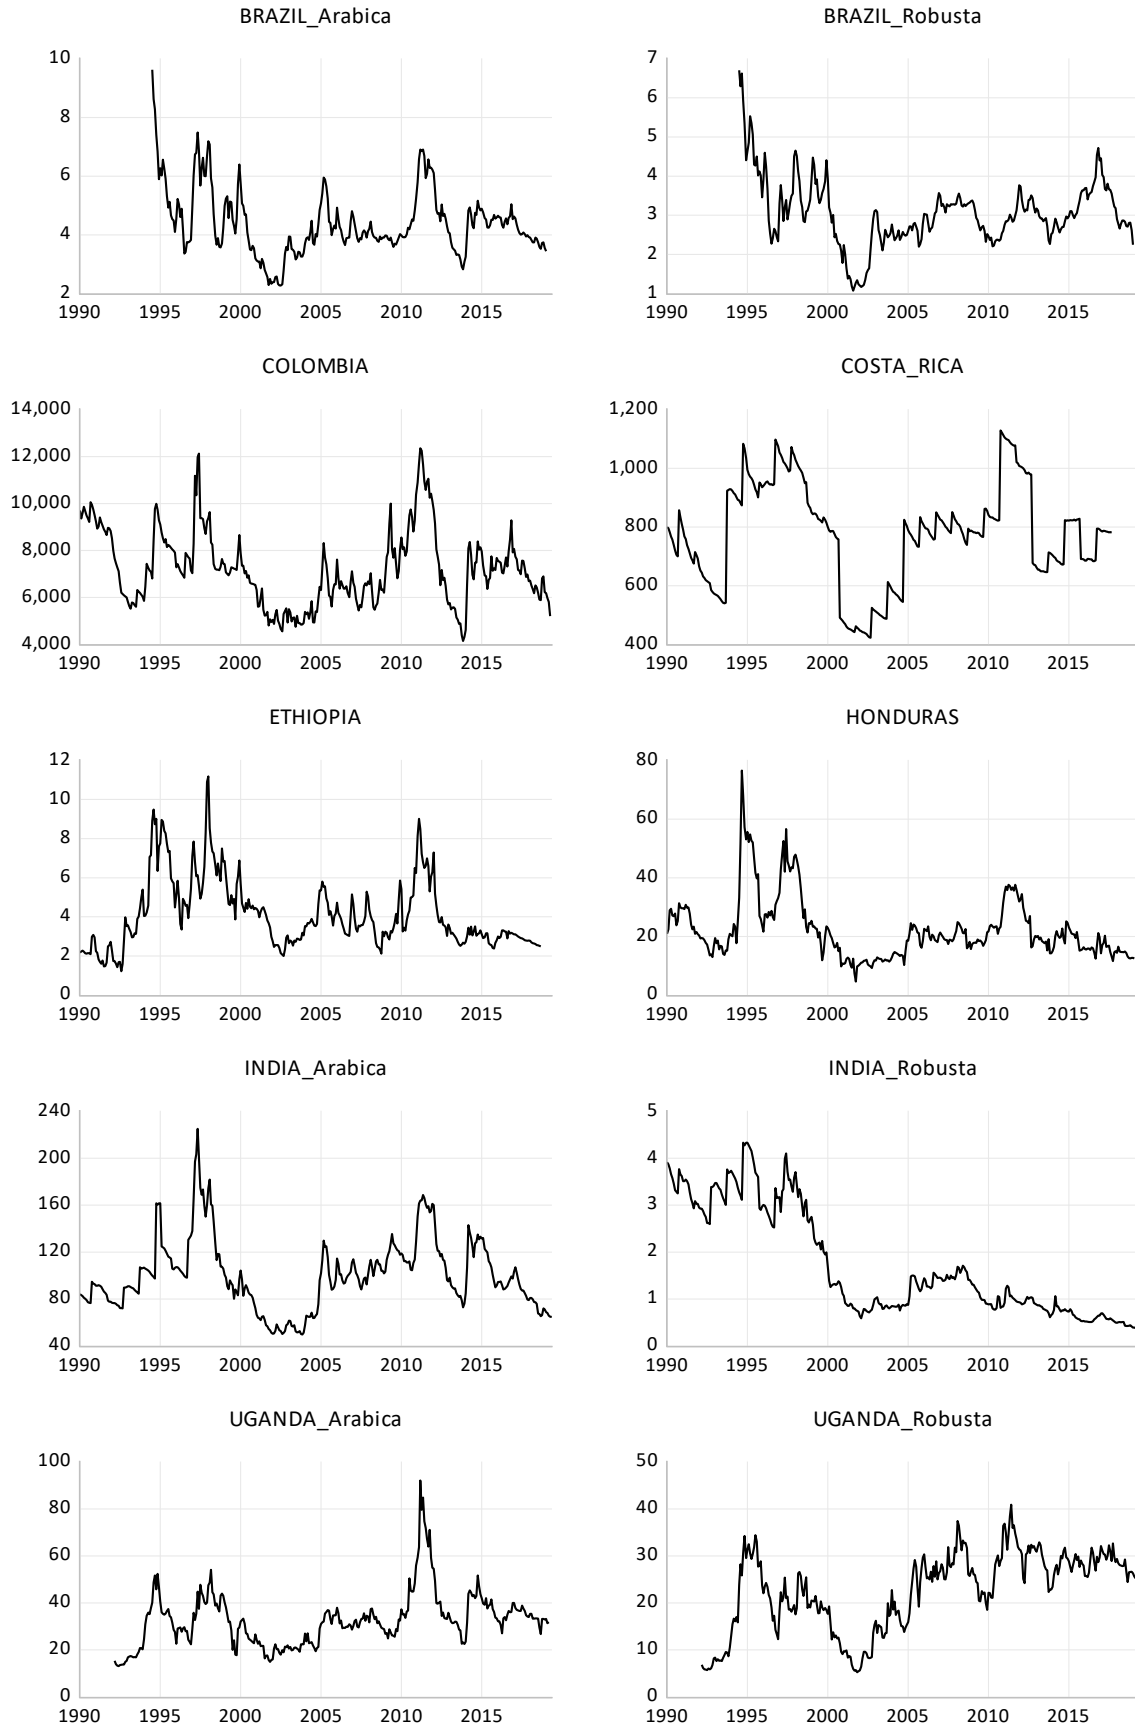 BRAZIL_Arabica
10
8
6
4
2
1990 1995 2000 2005 2010 2015
BRAZIL_Robusta
7
6
5
4
3
2
1
1990 1995 2000 2005 2010 2015
COLOMBIA
14,000
12,000
10,000
8,000
6,000
4,000
1990 1995 2000 2005 2010 2015
COSTA_RICA
1,200
1,000
800
600
400
1990 1995 2000 2005 2010 2015
ETHIOPIA
12
10
8
6
4
2
0
1990 1995 2000 2005 2010 2015
HONDURAS
80
60
40
20
0
1990 1995 2000 2005 2010 2015
INDIA_Arabica
240
200
160
120
80
40
1990 1995 2000 2005 2010 2015
INDIA_Robusta
5
4
3
2
1
0
1990 1995 2000 2005 2010 2015
UGANDA_Arabica
100
80
60
40
20
0
1990 1995 2000 2005 2010 2015
UGANDA_Robusta
50
40
30
20
10
0
1990 1995 2000 2005 2010 2015